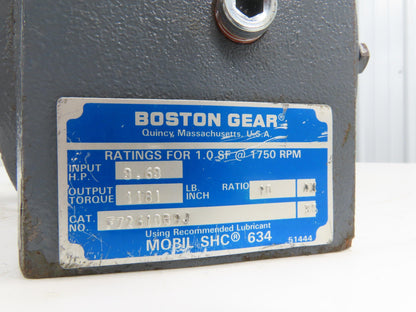 BOSTON GEAR®
Quincy, Massachusetts, U.S.A.
RATINGS FOR 1.0 SF @ 1750 RPM
INPUT H.P.
OUTPUT TORQUE 1181 LB. INCH RATIO
CAT. NO.
Using Recommended Lubricant
MOBIL SHC® 634 51444